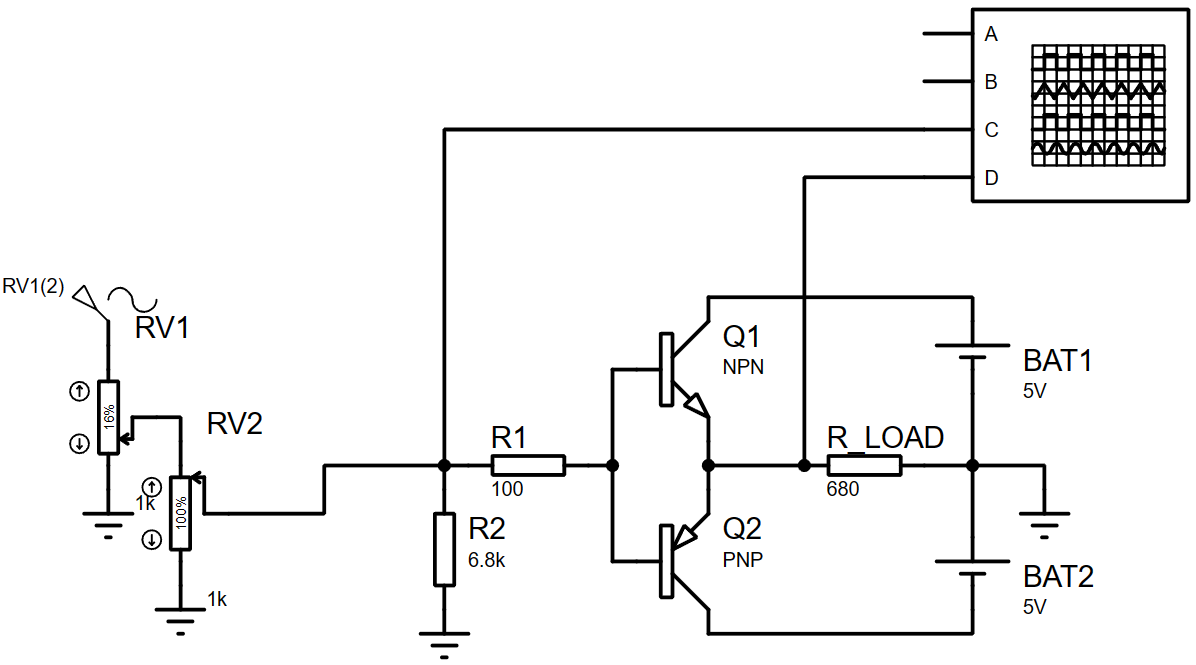 A
B
C
D
RV1(2)
RV1
16%
1k
RV2
100%
1k
R1
100
R2
6.8k
Q1
NPN
Q2
PNP
R_LOAD
680
BAT1
5V
BAT2
5V